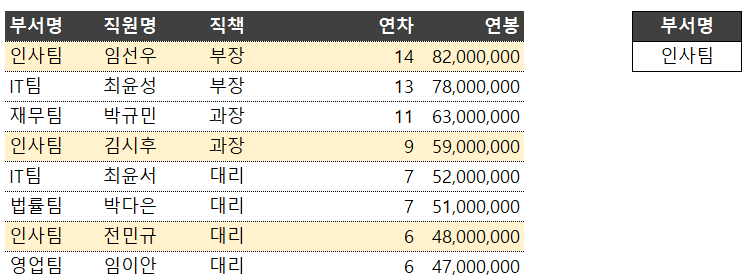 부서명 직원명 직책 연차 연봉 부서명
인사팀 임선우 부장 14 82,000,000 인사팀
IT팀 최윤성 부장 13 78,000,000
재무팀 박규민 과장 11 63,000,000
인사팀 김시후 과장 9 59,000,000
IT팀 최윤서 대리 7 52,000,000
법률팀 박다은 대리 7 51,000,000
인사팀 전민규 대리 6 48,000,000
영업팀 임이안 대리 6 47,000,000